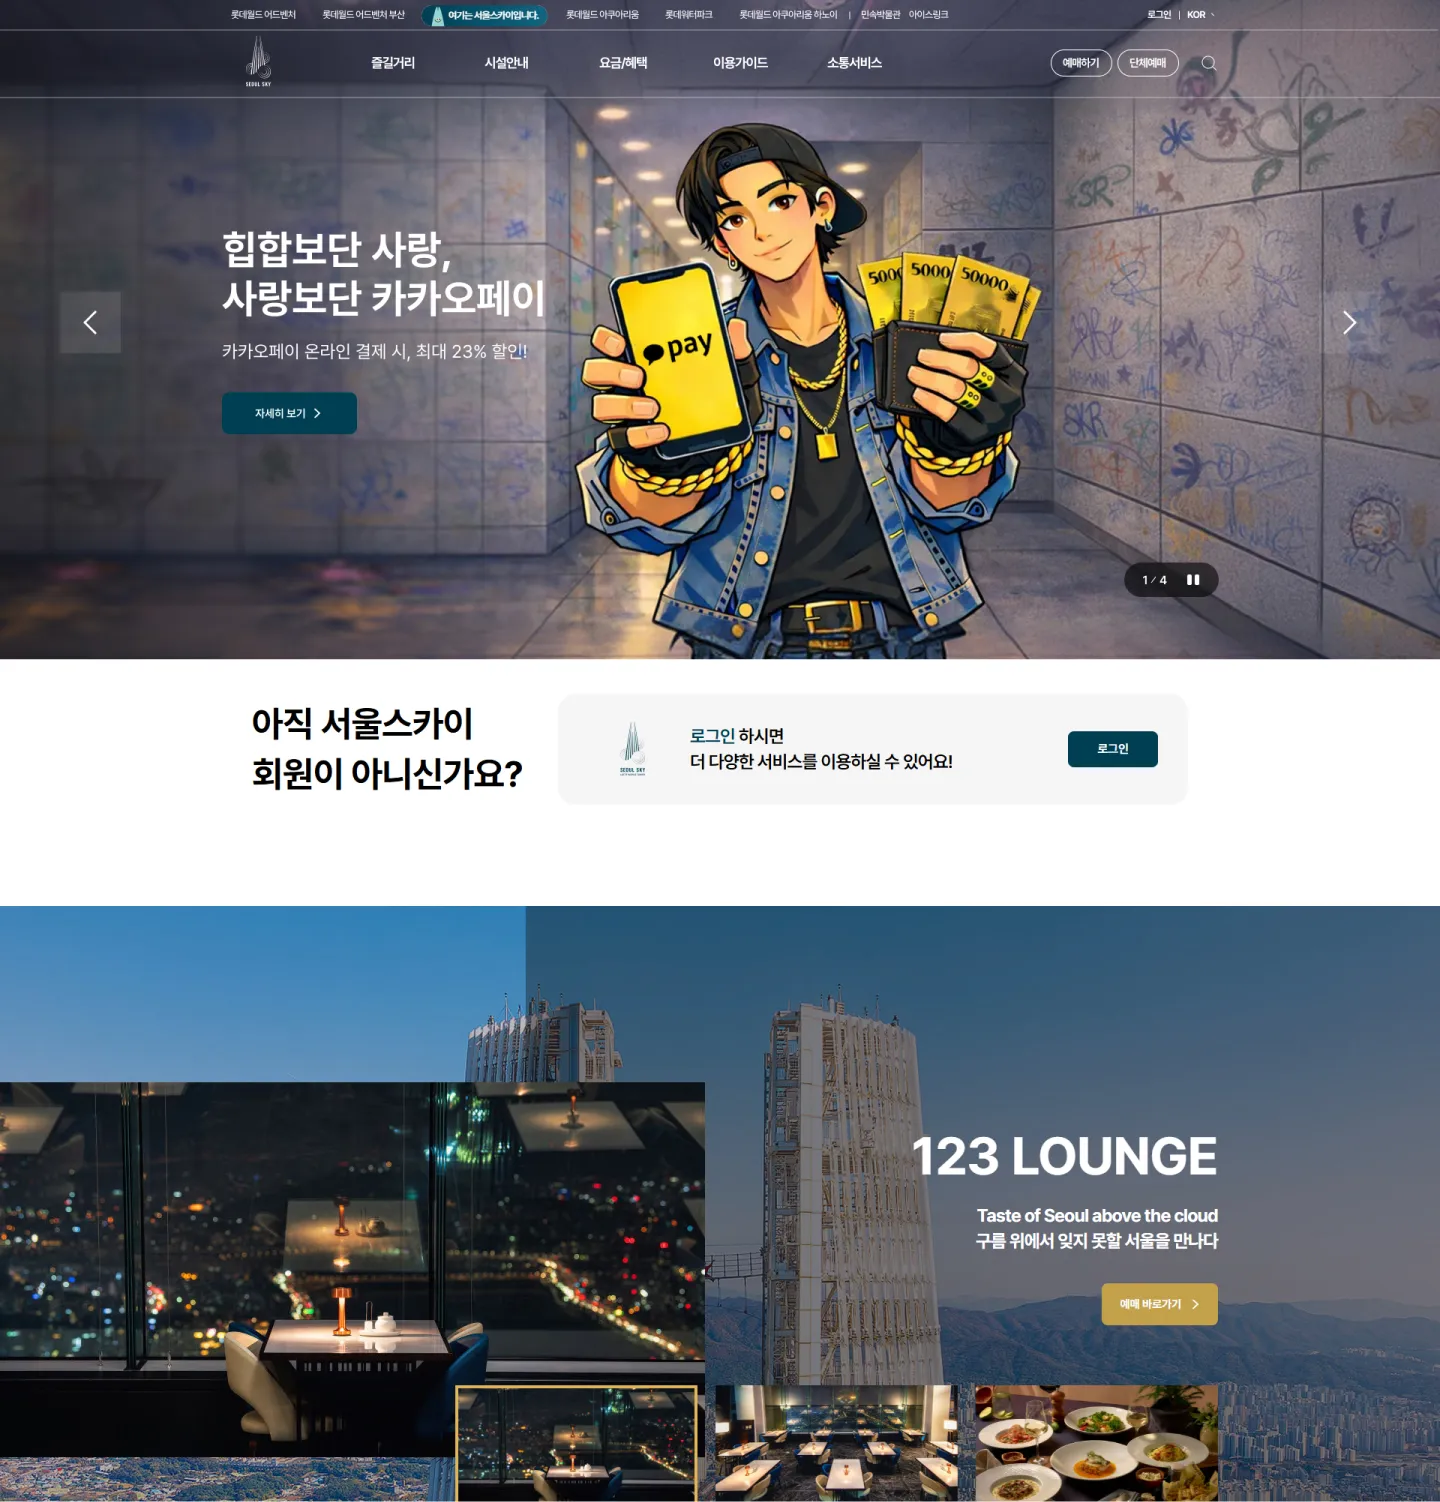 롯데월드 어드벤처
롯데월드 어드벤처 부산
여기는 서울스카이입니다.
롯데월드 아쿠아리움
롯데워터파크
롯데월드 아쿠아리움 하노이
|
민속박물관
아이스링크
로그인 | KOR
SEOUL SKY
즐길거리
시설안내
요금/혜택
이용가이드
소통서비스
예매하기
단체예매
힙합보단 사랑,
사랑보단 카카오페이
카카오페이 온라인 결제 시, 최대 23% 할인!
자세히 보기
pay
5000
5000
50000
SR
1 / 4
아직 서울스카이
회원이 아니신가요?
SEOUL SKY
로그인 하시면
더 다양한 서비스를 이용하실 수 있어요!
로그인
123 LOUNGE
Taste of Seoul above the cloud
구름 위에서 잊지 못할 서울을 만나다
예매 바로가기